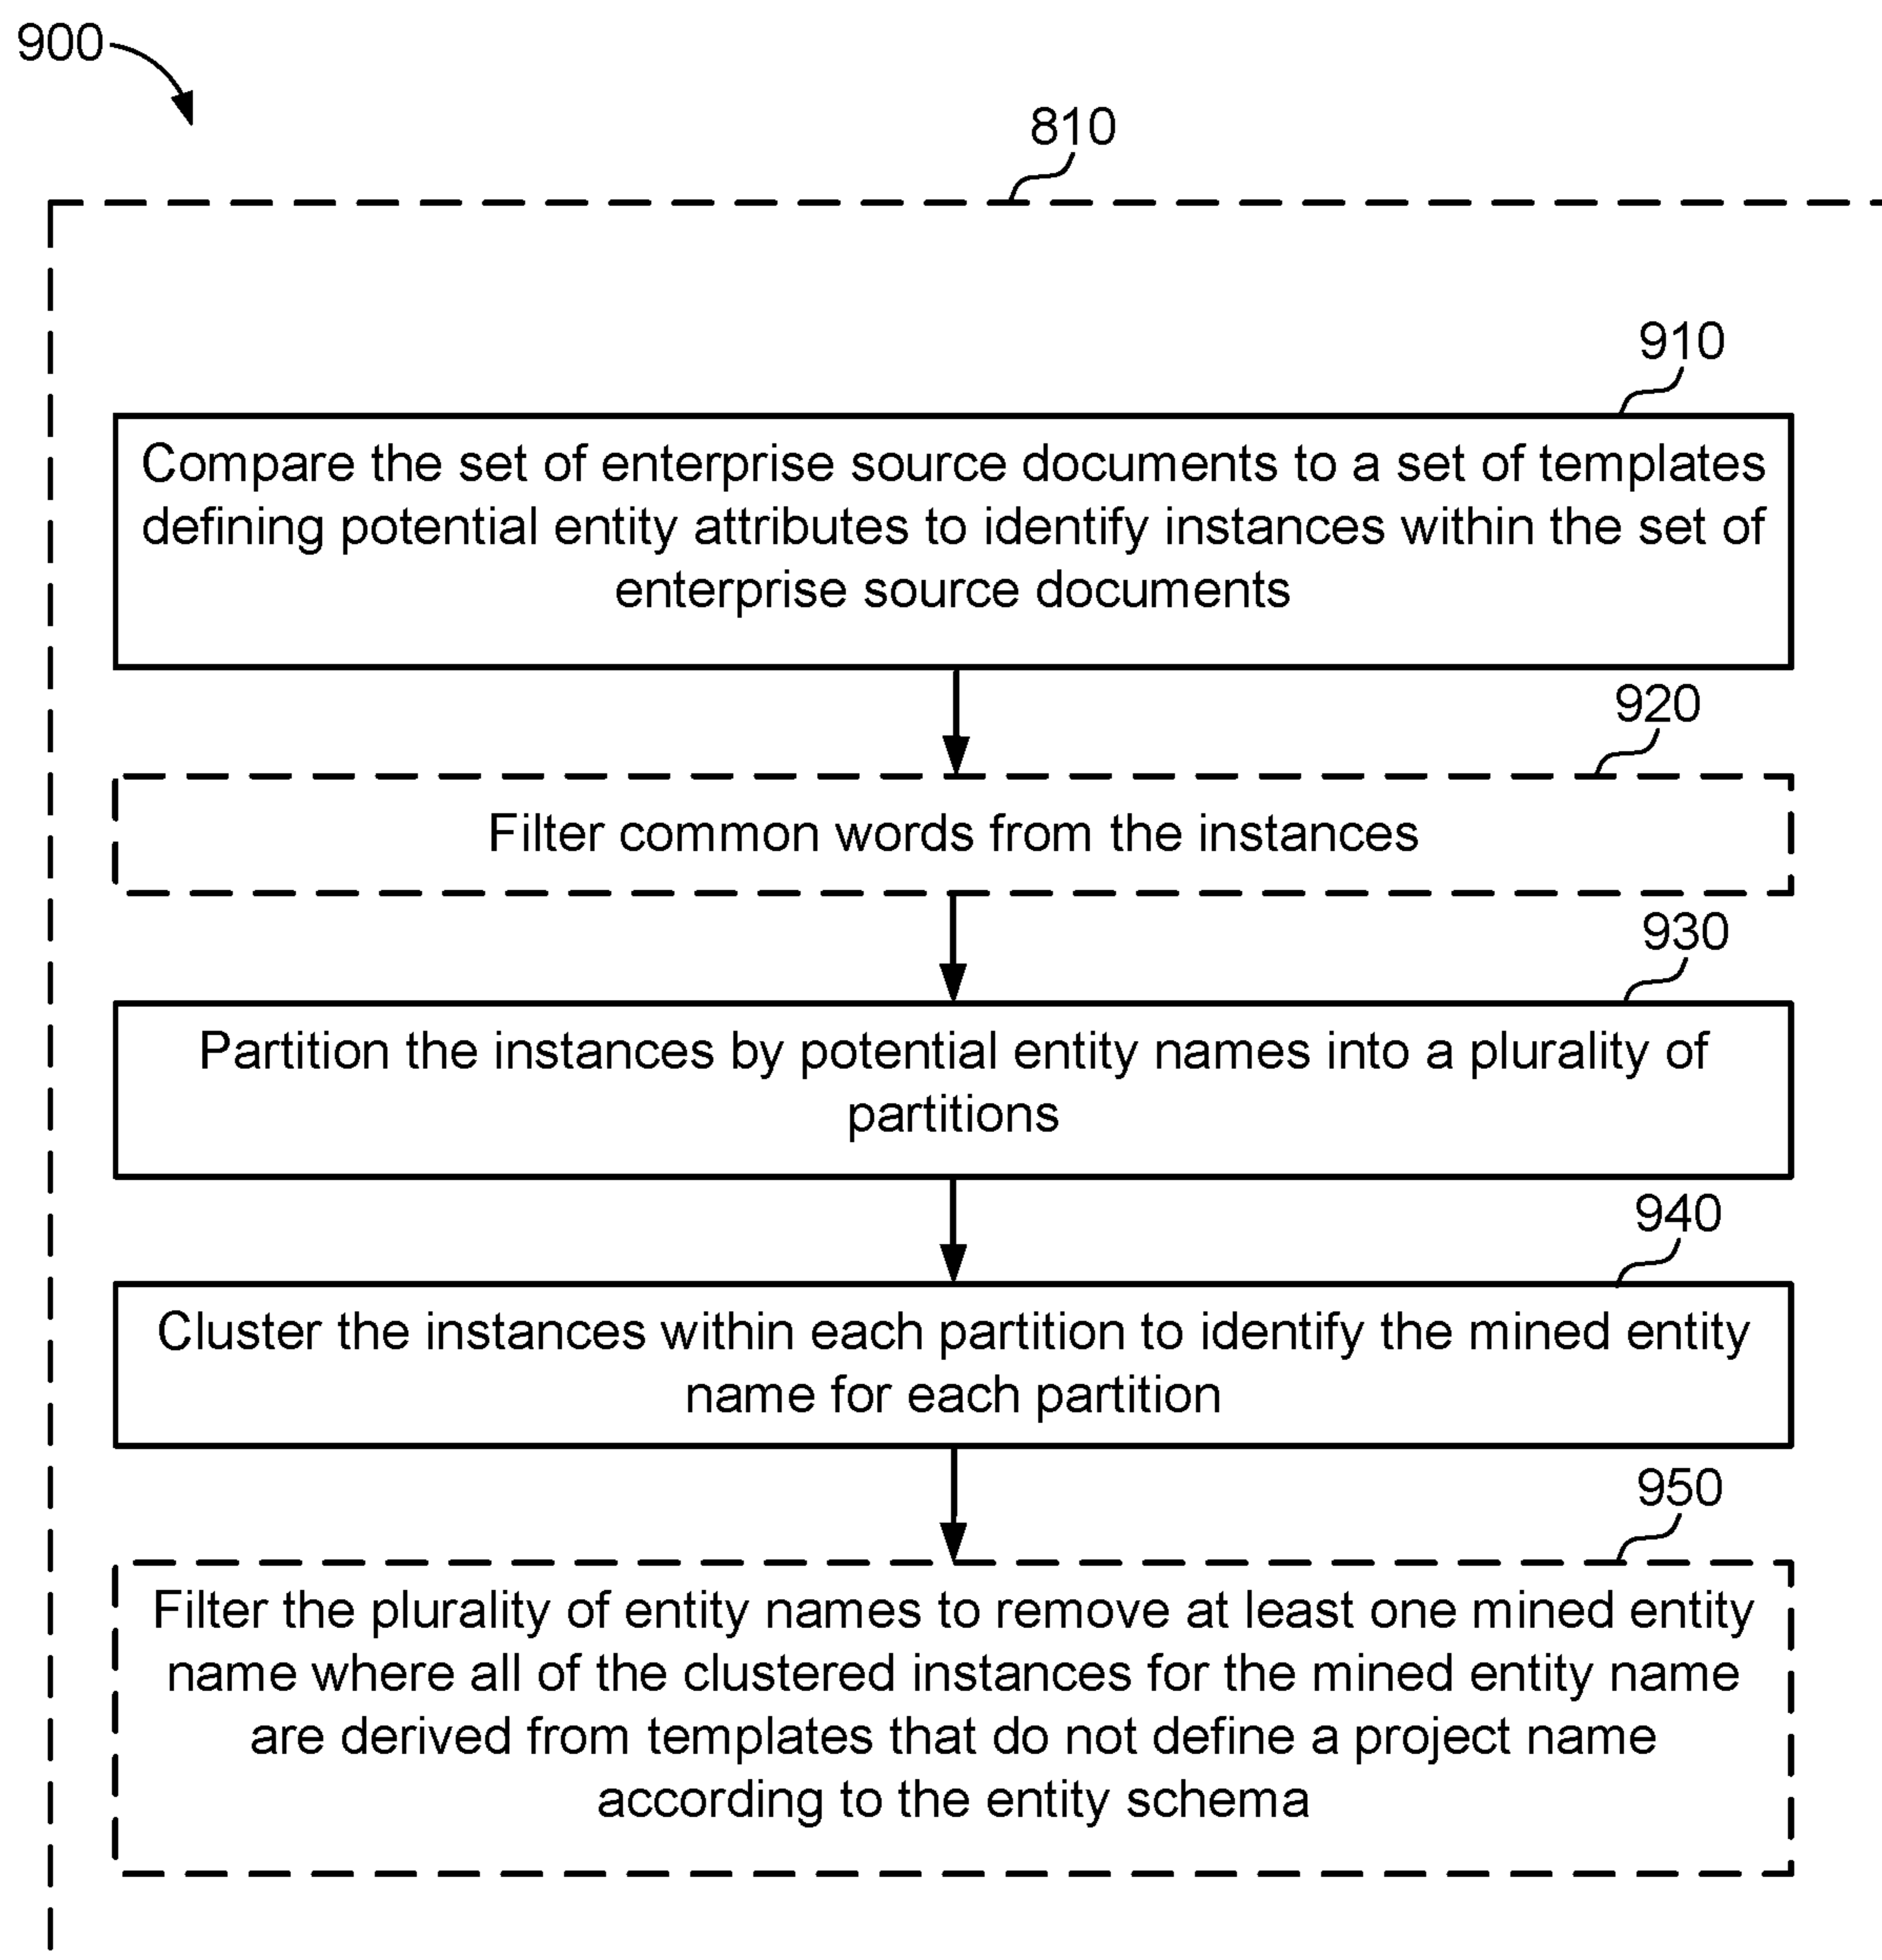 900
810
910
Compare the set of enterprise source documents to a set of templates
defining potential entity attributes to identify instances within the set of
enterprise source documents
920
Filter common words from the instances
930
Partition the instances by potential entity names into a plurality of
partitions
940
Cluster the instances within each partition to identify the mined entity
name for each partition
950
Filter the plurality of entity names to remove at least one mined entity
name where all of the clustered instances for the mined entity name
are derived from templates that do not define a project name
according to the entity schema